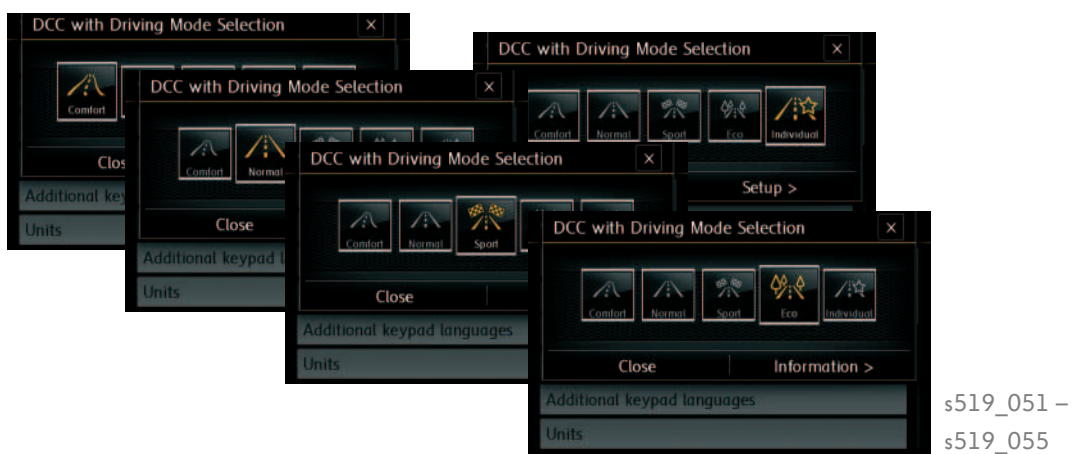 DCC with Driving Mode Selection
Comfort
Additional key
Units
DCC with Driving Mode Selection
Comfort Normal
Close
Additional keypad
Units
DCC with Driving Mode Selection
Comfort Normal Sport
Close
Additional keypad languages
Units
DCC with Driving Mode Selection
Comfort Normal Sport Eco Individual
Setup >
DCC with Driving Mode Selection
Comfort Normal Sport Eco Individual
Close Information >
Additional keypad languages
Units
s519_051 –
s519_055